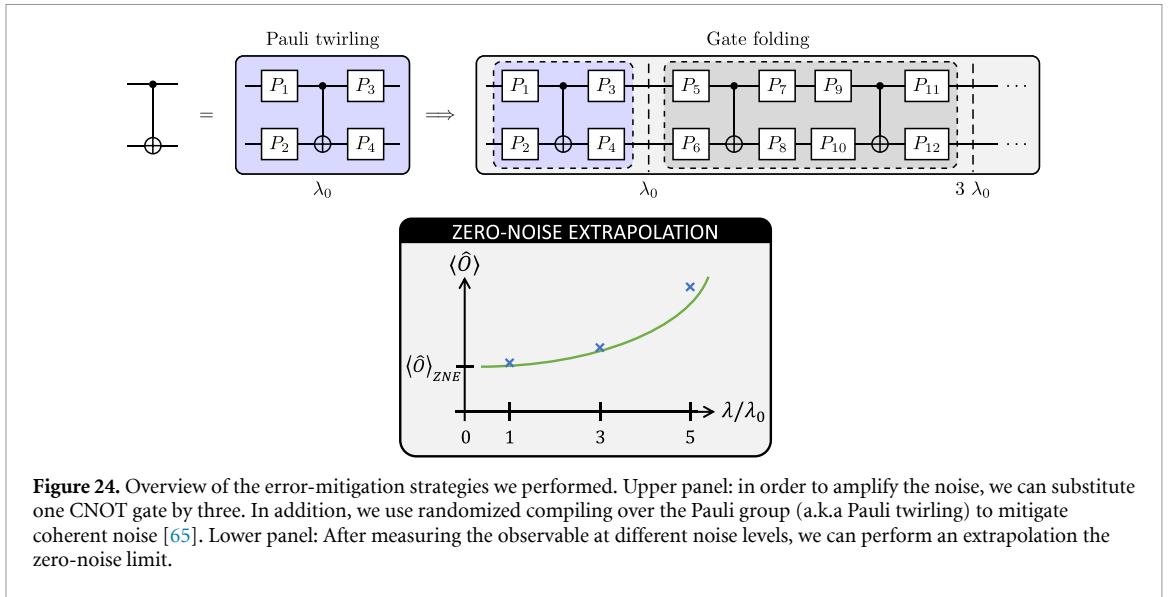 Pauli twirling
Gate folding
P₁ P₃ P₁ P₃ P₅ P₇ P₉ P₁₁ ···
= ⟹
P₂ P₄ P₂ P₄ P₆ P₈ P₁₀ P₁₂ ···
λ₀ λ₀ 3 λ₀
ZERO-NOISE EXTRAPOLATION
⟨Ô⟩
⟨Ô⟩ZNE
λ/λ₀
0 1 3 5
Figure 24. Overview of the error-mitigation strategies we performed. Upper panel: in order to amplify the noise, we can substitute
one CNOT gate by three. In addition, we use randomized compiling over the Pauli group (a.k.a Pauli twirling) to mitigate
coherent noise [65]. Lower panel: After measuring the observable at different noise levels, we can perform an extrapolation the
zero-noise limit.